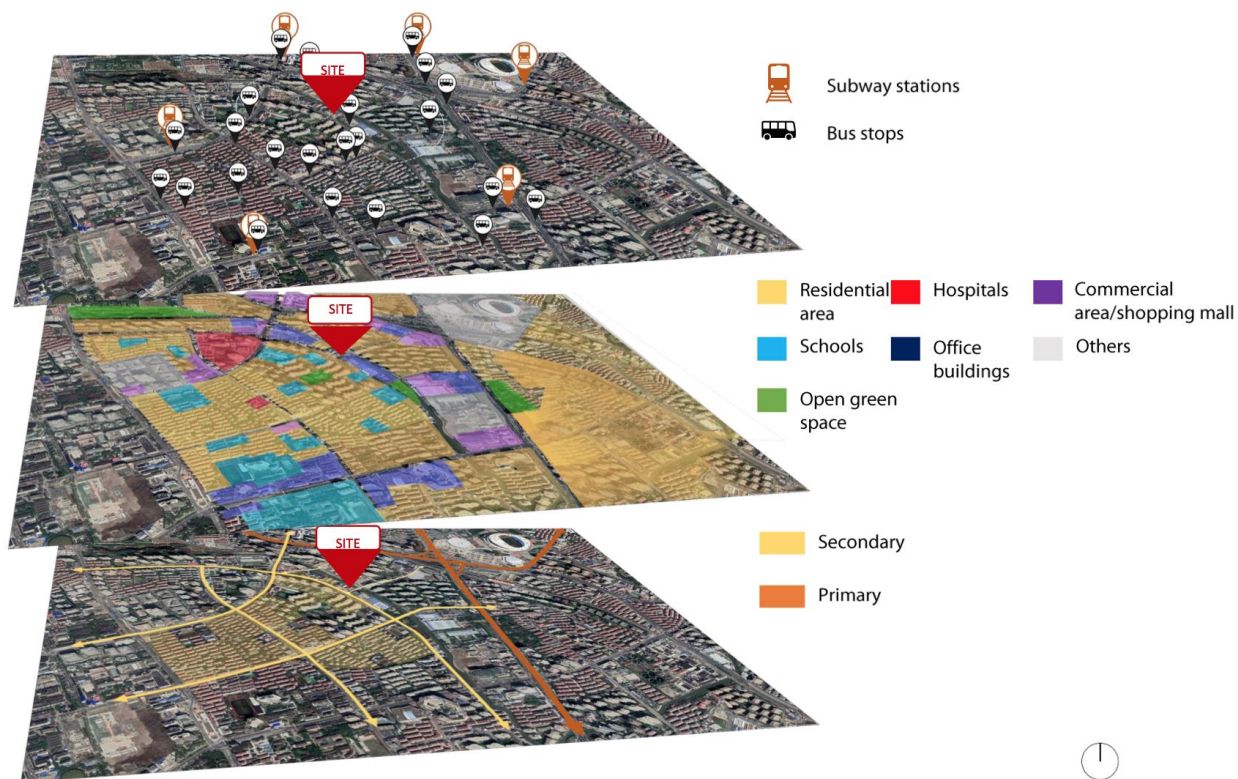 SITE
Subway stations
Bus stops
SITE
Residential
area
Hospitals
Commercial
area/shopping mall
Schools
Office
buildings
Others
Open green
space
SITE
Secondary
Primary